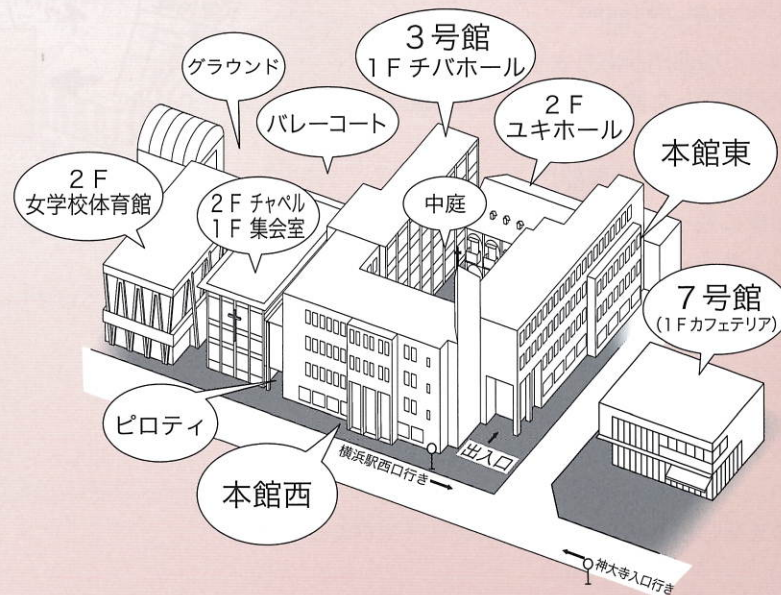 グラウンド
バレーコート
3号館
1F チバホール
2F
ユキホール
本館東
2F
女学校体育館
2F チャペル
1F 集会室
中庭
7号館
(1Fカフェテリア)
ピロティ
本館西
横浜駅西口行き
出入口
神大寺入口行き